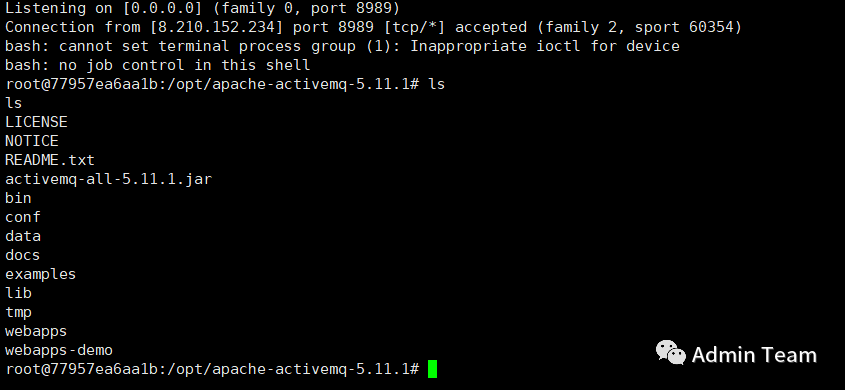 Listening on [0.0.0.0] (family 0, port 8989)
Connection from [8.210.152.234] port 8989 [tcp/*] accepted (family 2, sport 60354)
bash: cannot set terminal process group (1): Inappropriate ioctl for device
bash: no job control in this shell
root@77957ea6aa1b:/opt/apache-activemq-5.11.1# ls
ls
LICENSE
NOTICE
README.txt
activemq-all-5.11.1.jar
bin
conf
data
docs
examples
lib
tmp
webapps
webapps-demo
root@77957ea6aa1b:/opt/apache-activemq-5.11.1#
Admin Team